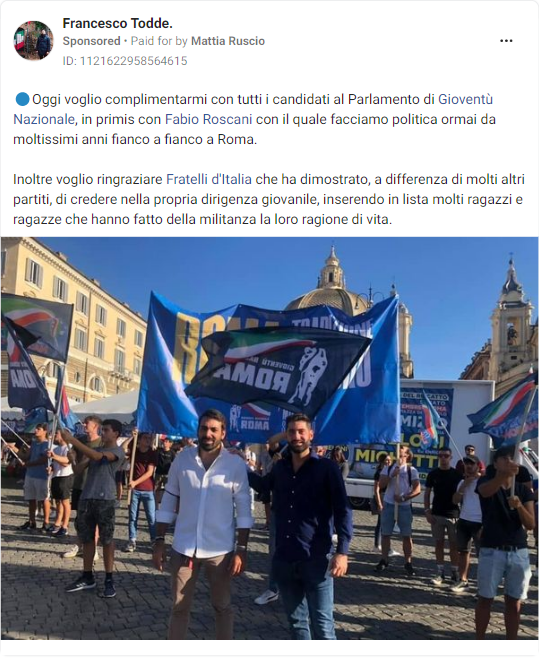 Francesco Todde.
Sponsored • Paid for by Mattia Ruscio
ID: 1121622958564615
Oggi voglio complimentarmi con tutti i candidati al Parlamento di Gioventù
Nazionale, in primis con Fabio Roscani con il quale facciamo politica ormai da
moltissimi anni fianco a fianco a Roma.
Inoltre voglio ringraziare Fratelli d'Italia che ha dimostrato, a differenza di molti altri
partiti, di credere nella propria dirigenza giovanile, inserendo in lista molti ragazzi e
ragazze che hanno fatto della militanza la loro ragione di vita.
ROMA
GIOVENTÙ
ROMA
ROMA